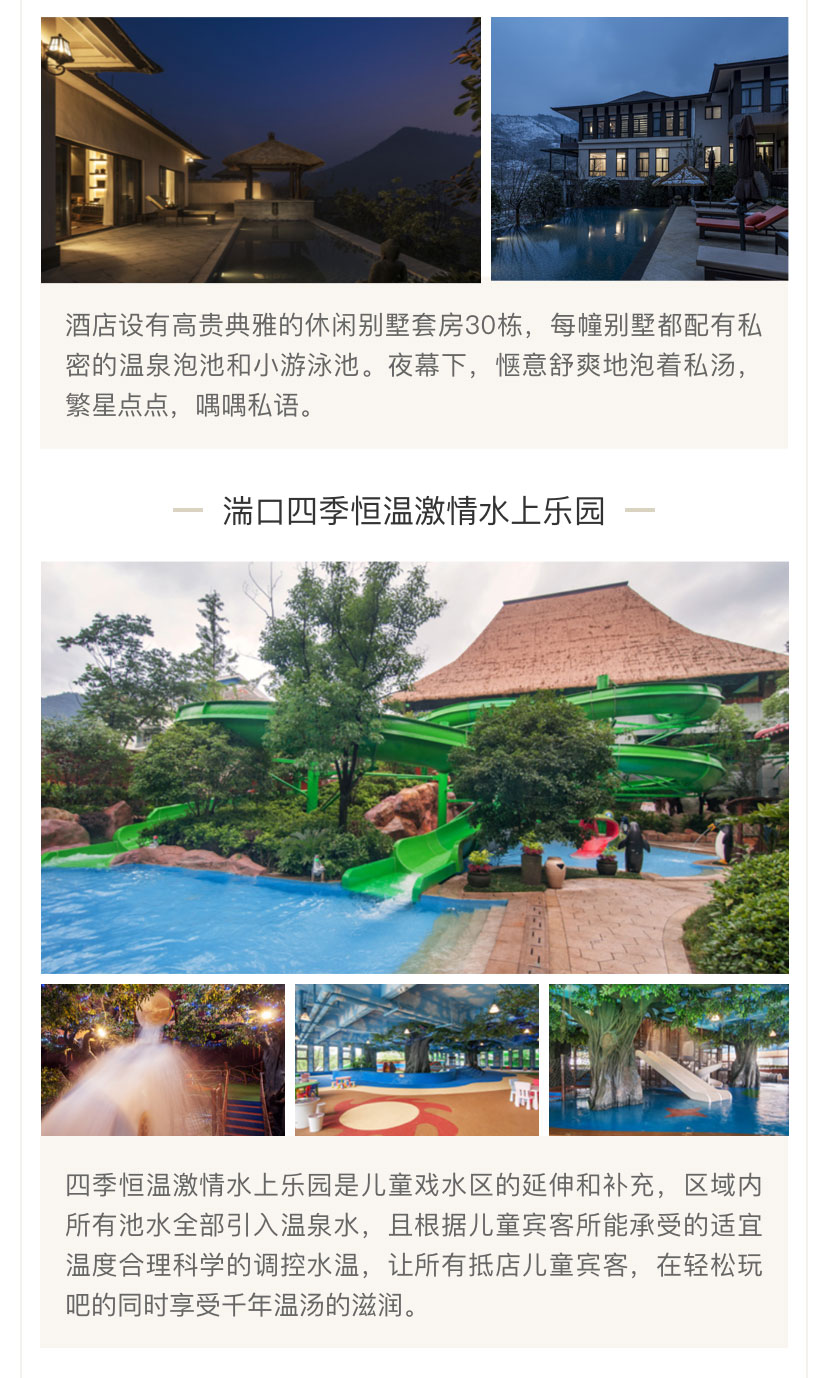 酒店设有高贵典雅的休闲别墅套房30栋，每幢别墅都配有私
密的温泉泡池和小游泳池。夜幕下，惬意舒爽地泡着私汤，
繁星点点，喁喁私语。
湍口四季恒温激情水上乐园
四季恒温激情水上乐园是儿童戏水区的延伸和补充，区域内
所有池水全部引入温泉水，且根据儿童宾客所能承受的适宜
温度合理科学的调控水温，让所有抵店儿童宾客，在轻松玩
吧的同时享受千年温汤的滋润。